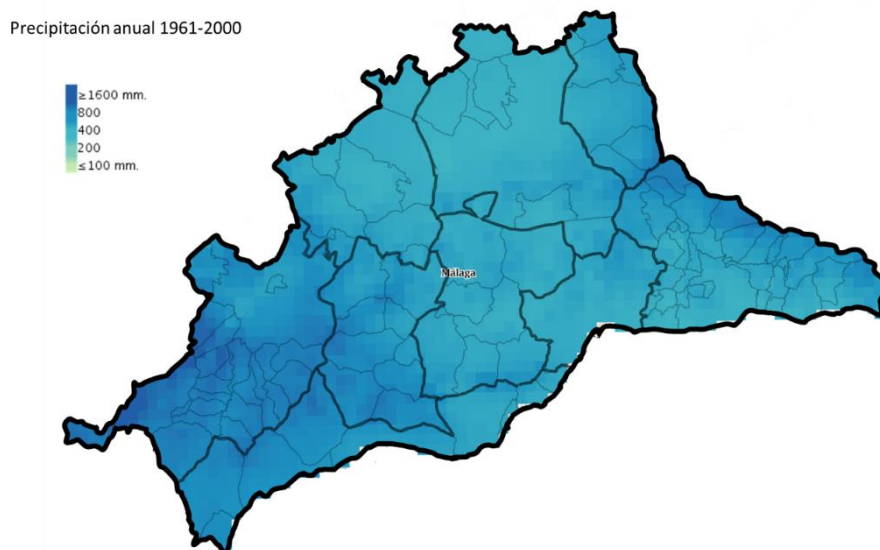 Precipitación anual 1961-2000
≥1600 mm.
800
400
200
≤100 mm.
Málaga